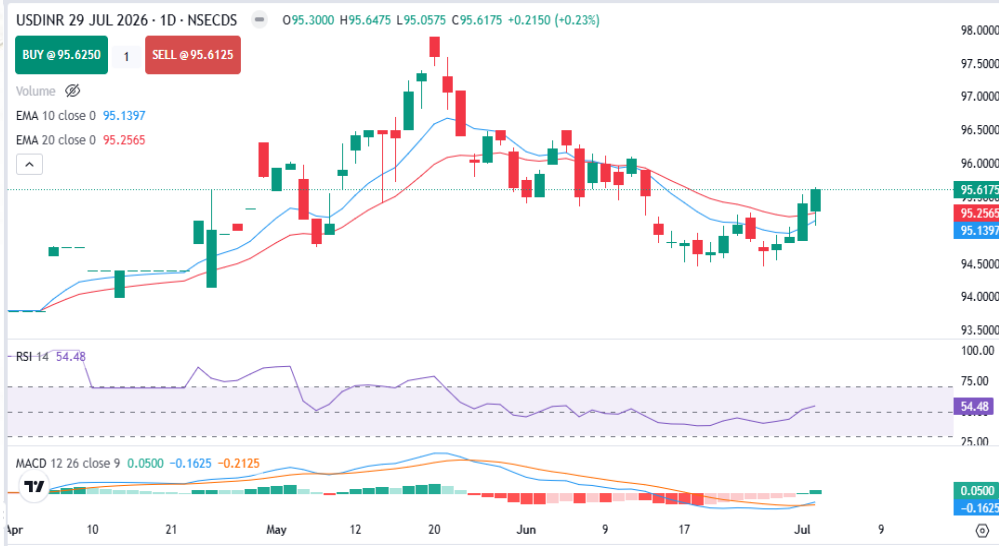 USDINR 29 JUL 2026 · 1D · NSECDS O95.3000 H95.6475 L95.0575 C95.6175 +0.2150 (+0.23%)
BUY @ 95.6250 1 SELL @ 95.6125
Volume
EMA 10 close 0 95.1397
EMA 20 close 0 95.2565
98.0000
97.5000
97.0000
96.5000
96.0000
95.6175
95.2565
95.1397
94.5000
94.0000
93.5000
RSI 14 54.48
100.00
75.00
54.48
25.00
MACD 12 26 close 9 0.0500 −0.1625 −0.2125
0.0500
−0.1625
Apr 10 21 May 12 20 Jun 9 17 Jul 9